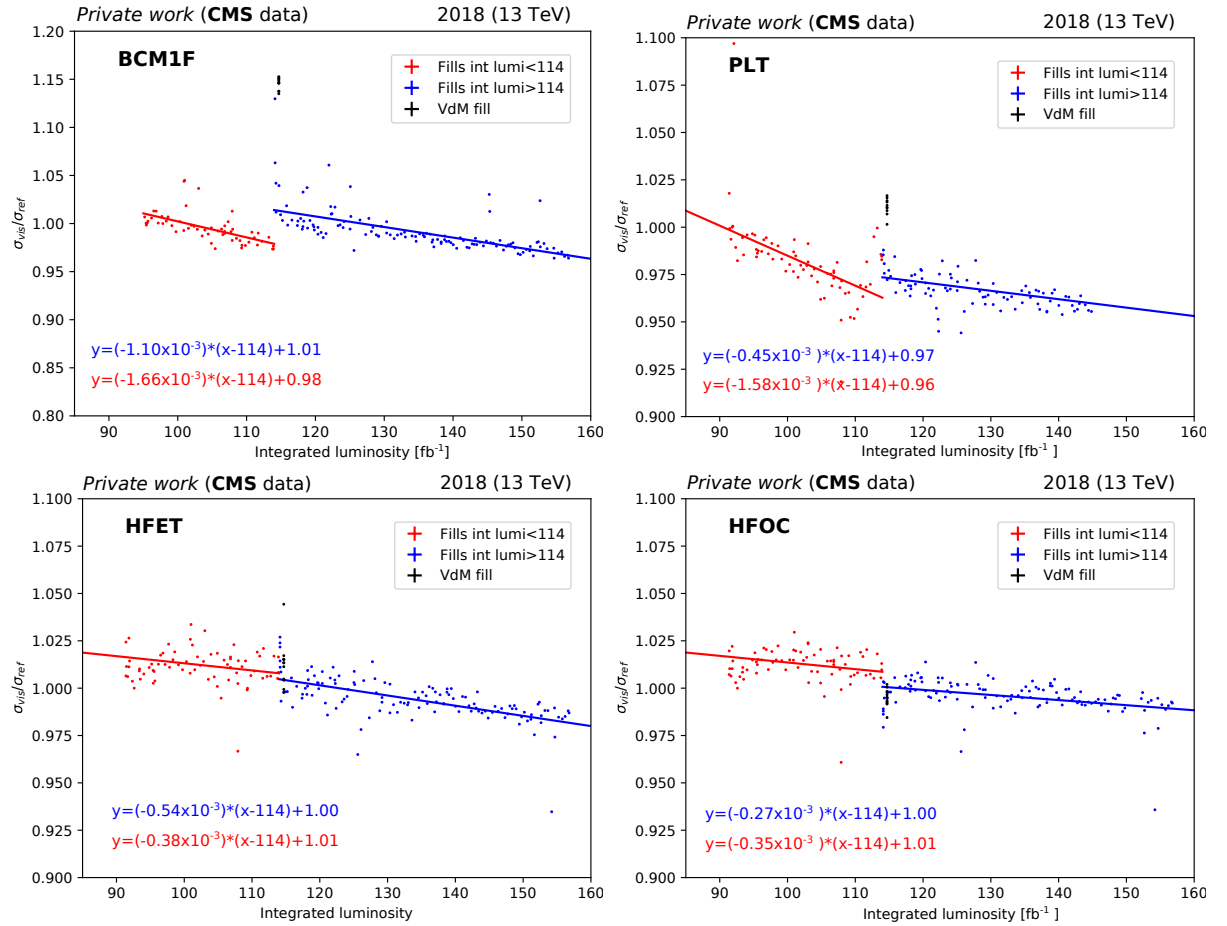 Private work (CMS data) 2018 (13 TeV)
BCM1F
Fills int lumi<114
Fills int lumi>114
VdM fill
1.20
1.15
1.10
1.05
1.00
0.95
0.90
0.85
0.80
σvis/σref
y=(-1.10x10⁻³)*(x-114)+1.01
y=(-1.66x10⁻³)*(x-114)+0.98
90 100 110 120 130 140 150 160
Integrated luminosity [fb⁻¹]
Private work (CMS data) 2018 (13 TeV)
PLT
Fills int lumi<114
Fills int lumi>114
VdM fill
1.100
1.075
1.050
1.025
1.000
0.975
0.950
0.925
0.900
σvis/σref
y=(-0.45x10⁻³ )*(x-114)+0.97
y=(-1.58x10⁻³ )*(x-114)+0.96
90 100 110 120 130 140 150 160
Integrated luminosity [fb⁻¹ ]
Private work (CMS data) 2018 (13 TeV)
HFET
Fills int lumi<114
Fills int lumi>114
VdM fill
1.100
1.075
1.050
1.025
1.000
0.975
0.950
0.925
0.900
σvis/σref
y=(-0.54x10⁻³)*(x-114)+1.00
y=(-0.38x10⁻³)*(x-114)+1.01
90 100 110 120 130 140 150 160
Integrated luminosity
Private work (CMS data) 2018 (13 TeV)
HFOC
Fills int lumi<114
Fills int lumi>114
VdM fill
1.100
1.075
1.050
1.025
1.000
0.975
0.950
0.925
0.900
σvis/σref
y=(-0.27x10⁻³ )*(x-114)+1.00
y=(-0.35x10⁻³ )*(x-114)+1.01
90 100 110 120 130 140 150 160
Integrated luminosity [fb⁻¹ ]